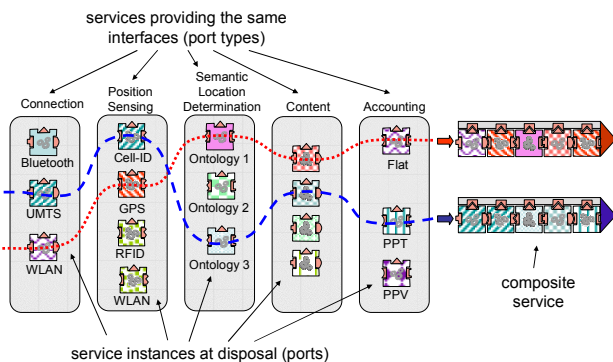 services providing the same
interfaces (port types)
Connection
Position
Sensing
Semantic
Location
Determination
Content
Accounting
Bluetooth
UMTS
WLAN
Cell-ID
GPS
RFID
WLAN
Ontology 1
Ontology 2
Ontology 3
Flat
PPT
PPV
composite
service
service instances at disposal (ports)